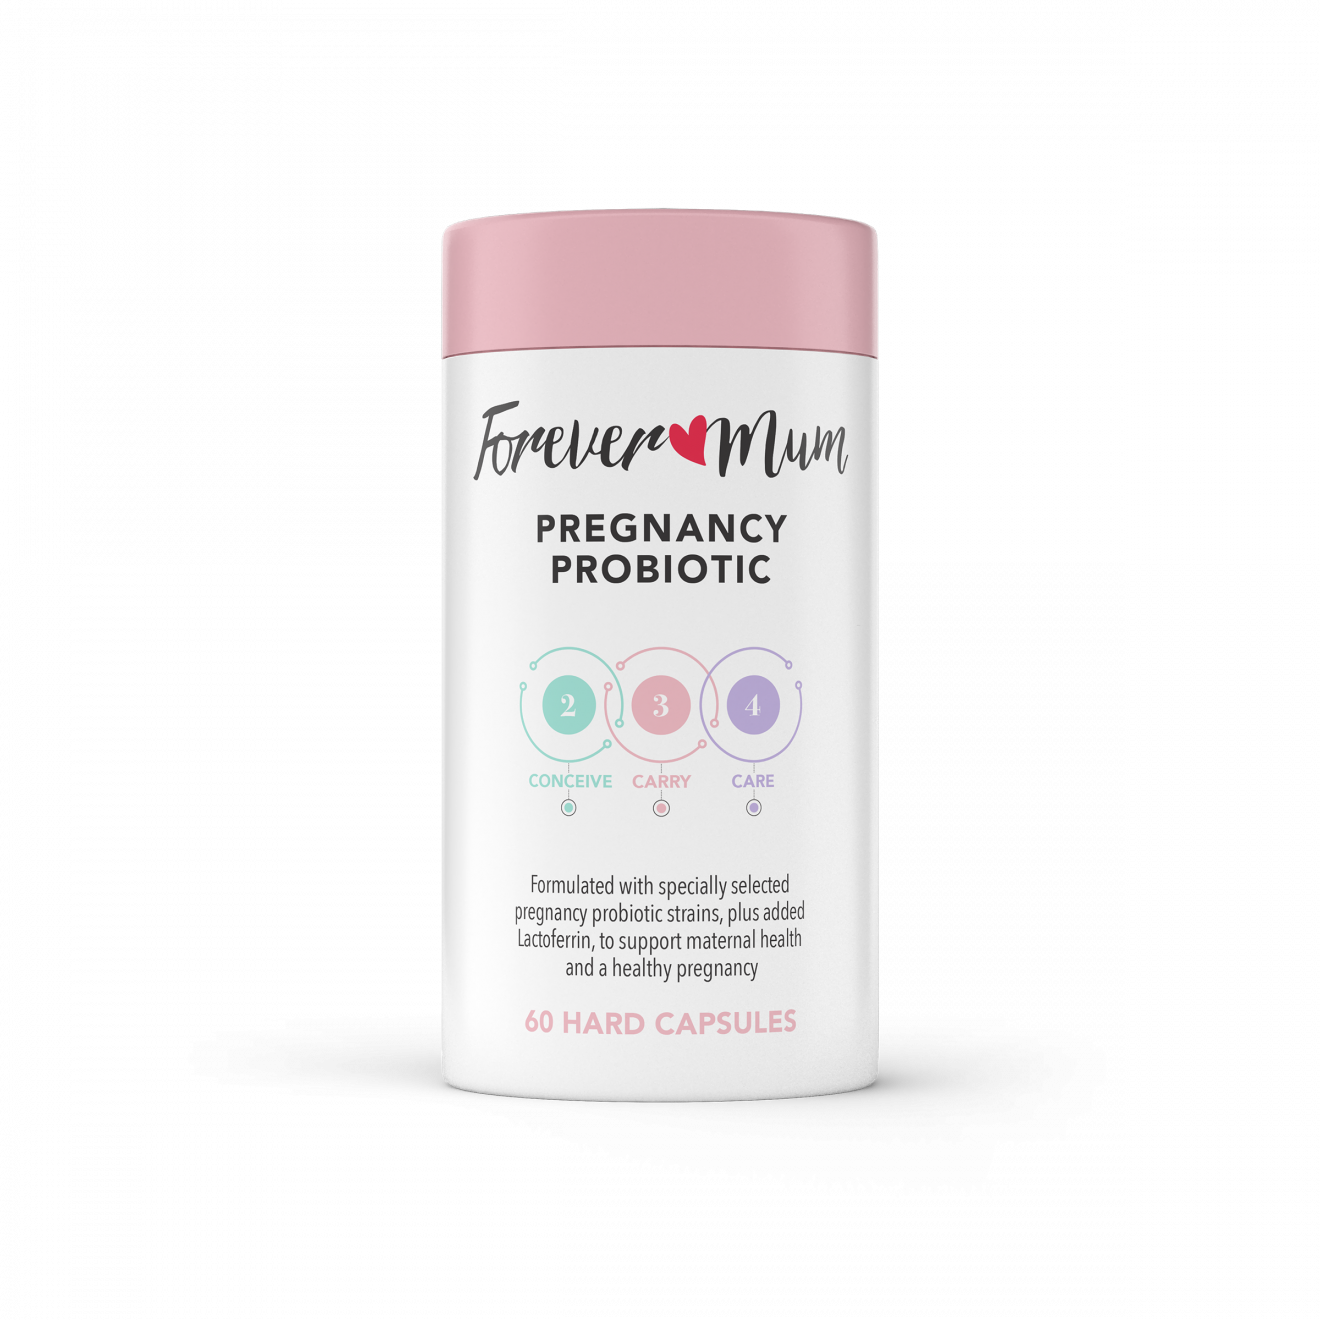 Forever Mum
PREGNANCY
PROBIOTIC
2 3 4
CONCEIVE CARRY CARE
Formulated with specially selected
pregnancy probiotic strains, plus added
Lactoferrin, to support maternal health
and a healthy pregnancy
60 HARD CAPSULES